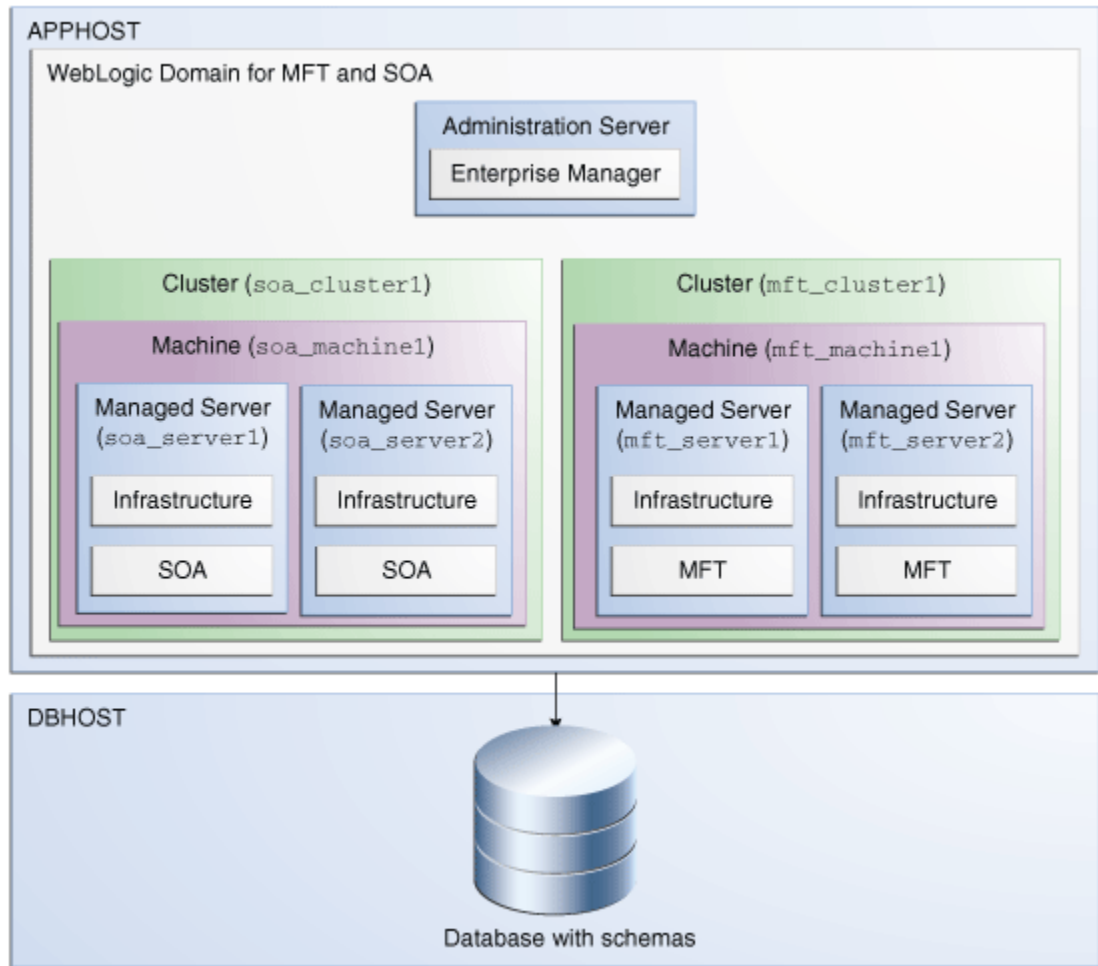 APPHOST
WebLogic Domain for MFT and SOA
Administration Server
Enterprise Manager
Cluster (soa_cluster1)
Machine (soa_machine1)
Managed Server
(soa_server1)
Infrastructure
SOA
Managed Server
(soa_server2)
Infrastructure
SOA
Cluster (mft_cluster1)
Machine (mft_machine1)
Managed Server
(mft_server1)
Infrastructure
MFT
Managed Server
(mft_server2)
Infrastructure
MFT
DBHOST
Database with schemas